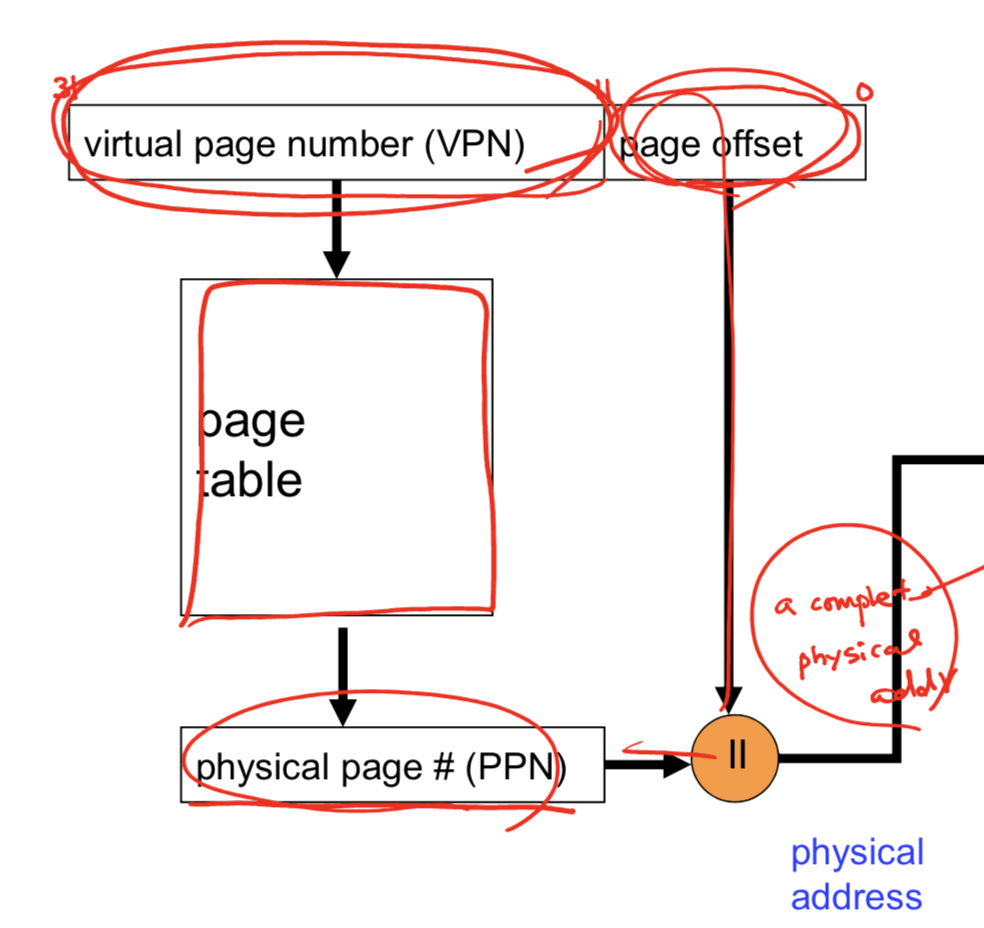 31 11 0
virtual page number (VPN) page offset
page
table
a complete
physical
addr
physical page # (PPN) ||
physical
address